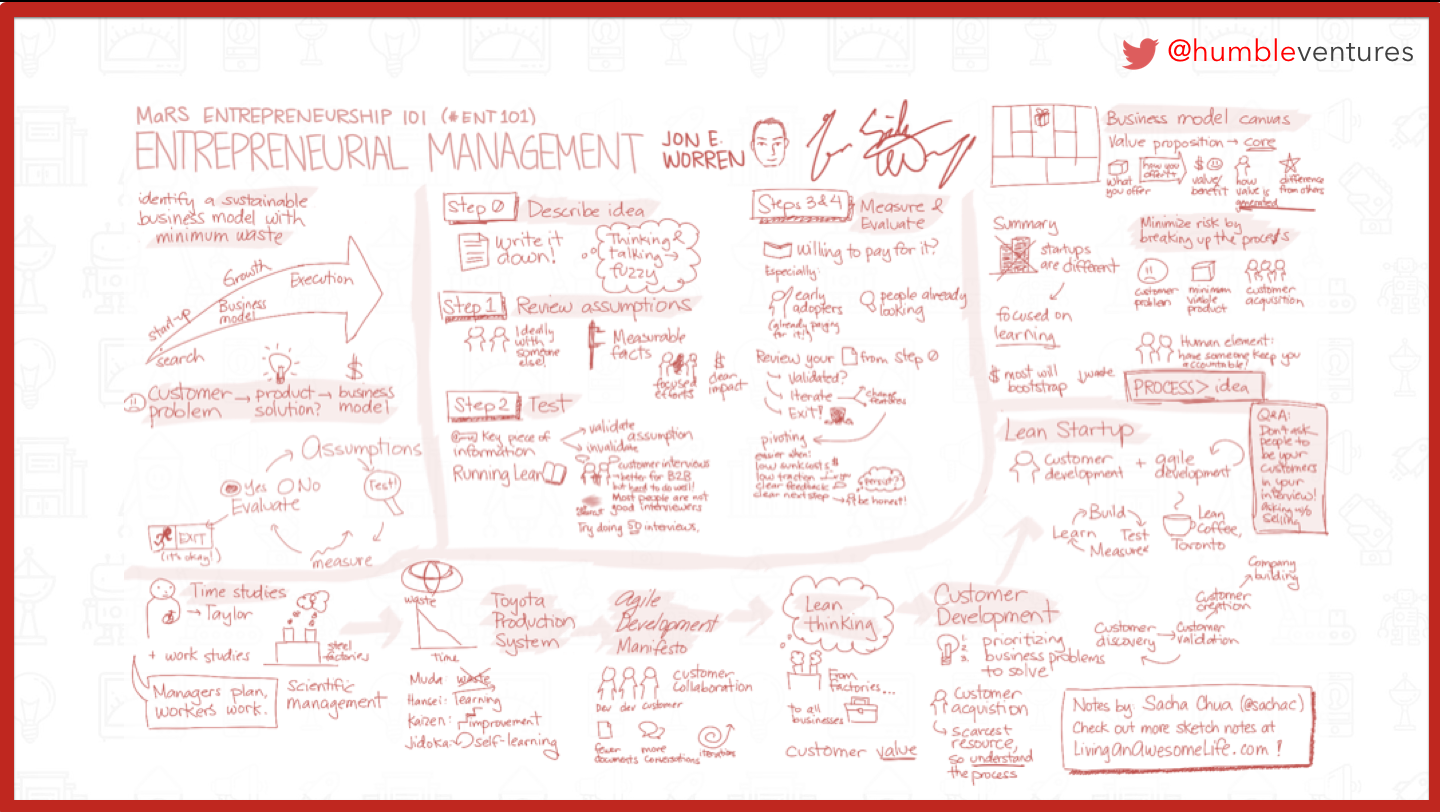 @humbleventures
MaRS ENTREPRENEURSHIP 101 (#ENT101)
ENTREPRENEURIAL MANAGEMENT
JON E.
WORREN
identify a sustainable
business model with
minimum waste
start-up
Growth
Execution
Business
model
search
Customer
problem
→ product
solution?
→ business
model
$
Assumptions
Test!
measure
Evaluate
Yes No
EXIT
(it's okay!)
Step 0
Describe idea
Write it
down!
Thinking &
talking →
fuzzy
Step 1
Review assumptions
Ideally
with
someone
else!
Measurable
facts
focused
efforts
$
clear
impact
Step 2
Test
Key piece of
information
validate
invalidate
assumption
Running Lean
customer interviews
better for B2B
but hard to do well!
Most people are not
good interviewers
Try doing 50 interviews.
Steps 3&4
Measure &
Evaluate
willing to pay for it?
Especially:
early
adopters
(already paying
for it!)
people already
looking
Review your from step 0
→ Validated?
→ Iterate
→ Exit!
change
features
pivoting
easier when:
low sunk costs $
low traction
clear feedback
clear next step
→ be honest!
Business model canvas
Value proposition → core
what
you offer
how you
offer it
$
value/
benefit
how
value is
generated
difference
from others
Summary
startups
are different
focused on
learning
$ most will
bootstrap
↓waste
Minimize risk by
breaking up the process
customer
problem
minimum
viable
product
customer
acquisition
Human element:
have someone keep you
accountable!
PROCESS > idea
Lean Startup
customer
development
+ agile
development
Build
Learn
Test
Measure
Lean
Coffee,
Toronto
Q&A:
Don't ask
people to
be your
customers
in your
interview!
Asking w/o
selling
Time studies
→ Taylor
+ work studies
steel
factories
Managers plan,
workers work.
Scientific
management
waste
time
Toyota
Production
System
Muda waste
Hansei: learning
Kaizen: improvement
Jidoka: self-learning
Agile
Development
Manifesto
Dev dev customer
customer
collaboration
fewer
documents
more
conversations
iterations
Lean
thinking
from
factories...
to all
businesses
customer value
Customer
Development
1.
2.
3.
prioritizing
business problems
to solve
Customer
acquistion
↳ scarcest
resource,
so understand
the process
Customer
discovery
→ Customer
validation
Customer
creation
Company
building
Notes by Sacha Chua (@sachac)
Check out more sketch notes at
LivingAnAwesomeLife.com !